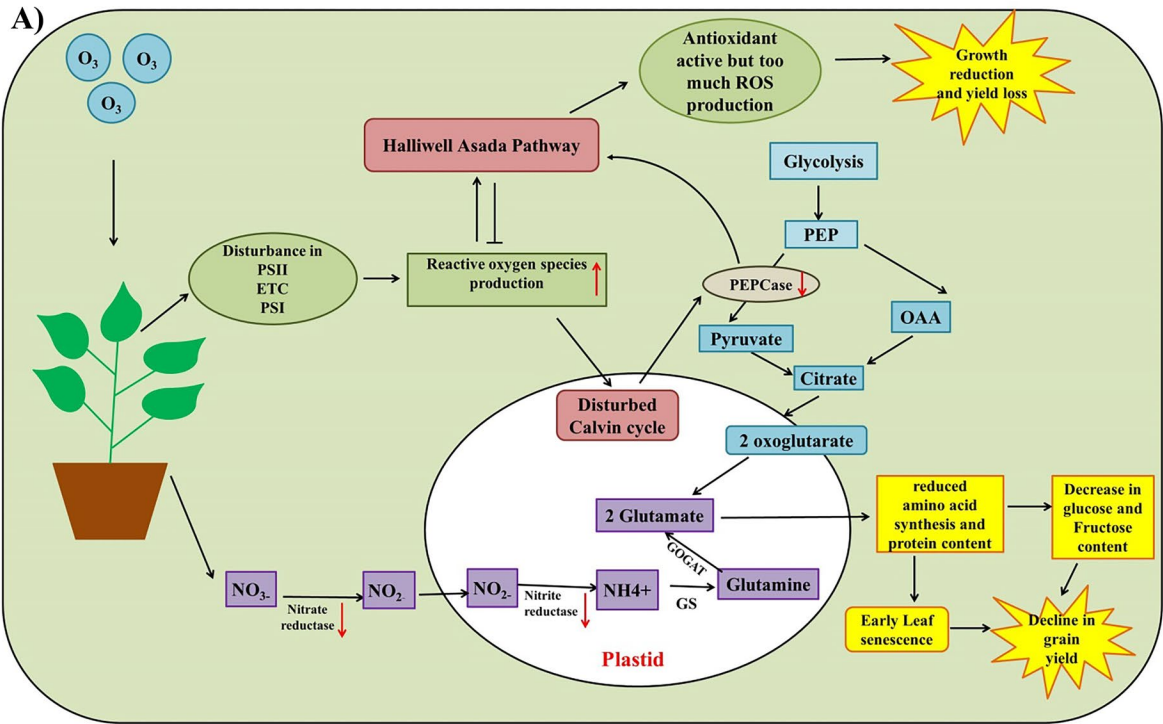 A)
O3
O3
O3
Antioxidant
active but too
much ROS
production
Growth
reduction
and yield loss
Halliwell Asada Pathway
Glycolysis
PEP
Disturbance in
PSII
ETC
PSI
Reactive oxygen species
production
PEPCase
OAA
Pyruvate
Citrate
Disturbed
Calvin cycle
2 oxoglutarate
2 Glutamate
GOGAT
reduced
amino acid
synthesis and
protein content
Decrease in
glucose and
Fructose
content
NO3-
Nitrate
reductase
NO2-
NO2-
Nitrite
reductase
NH4+
GS
Glutamine
Early Leaf
senescence
Decline in
grain
yield
Plastid